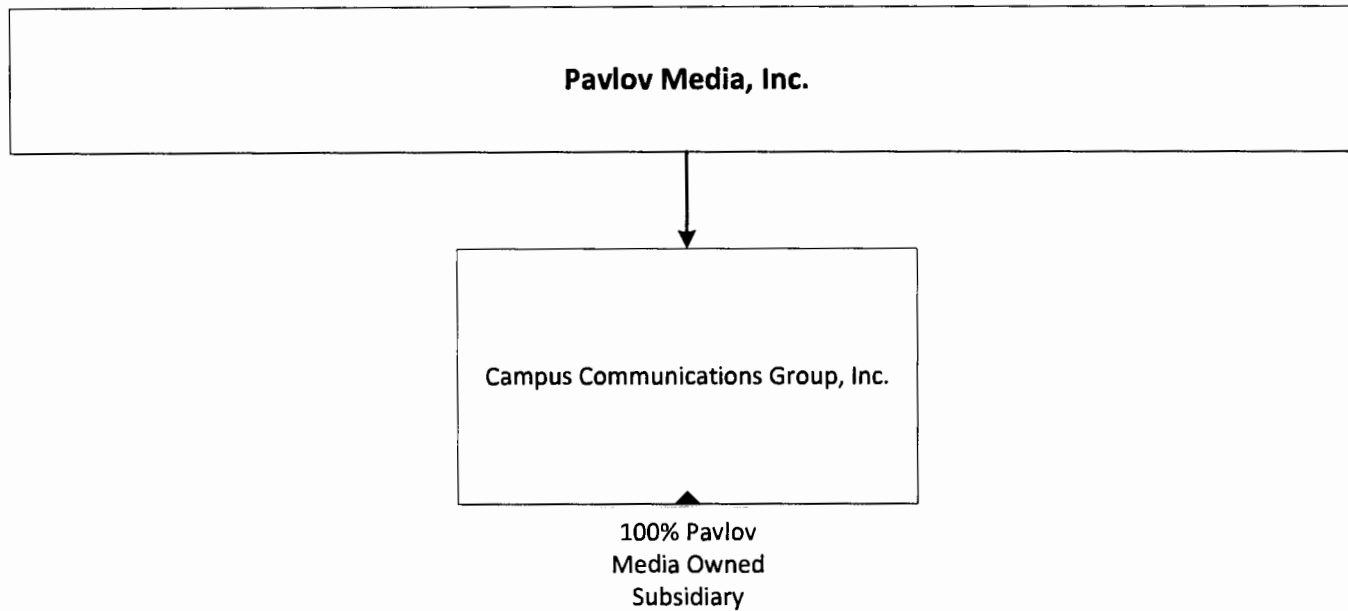 Pavlov Media, Inc.
Campus Communications Group, Inc.
100% Pavlov
Media Owned
Subsidiary